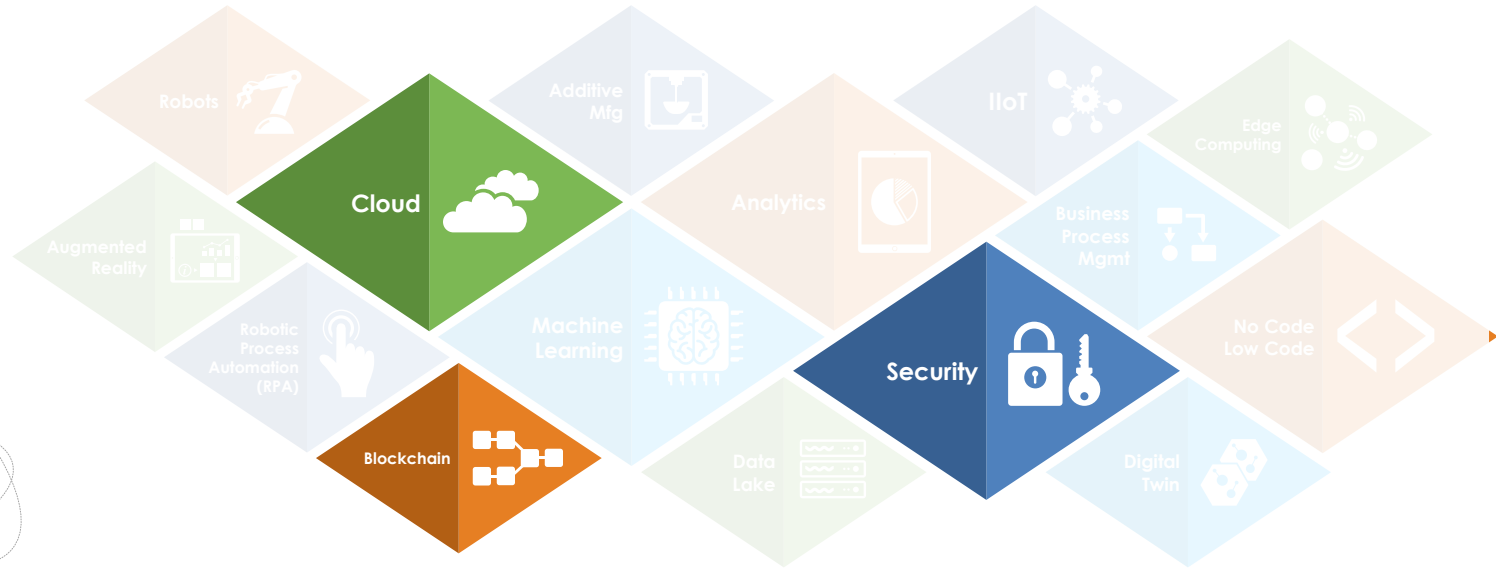 Robots
Additive
Mfg
IIoT
Edge
Computing
Cloud
Analytics
Business
Process
Mgmt
Augmented
Reality
Robotic
Process
Automation
(RPA)
Machine
Learning
No Code
Low Code
Security
Blockchain
Data
Lake
Digital
Twin